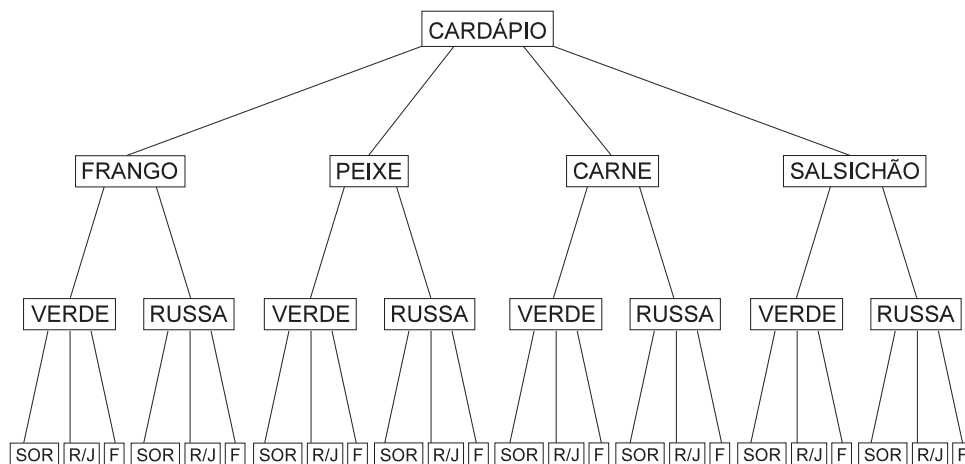 CARDÁPIO
FRANGO PEIXE CARNE SALSICHÃO
VERDE RUSSA VERDE RUSSA VERDE RUSSA VERDE RUSSA
SOR R/J F SOR R/J F SOR R/J F SOR R/J F SOR R/J F SOR R/J F SOR R/J F SOR R/J F